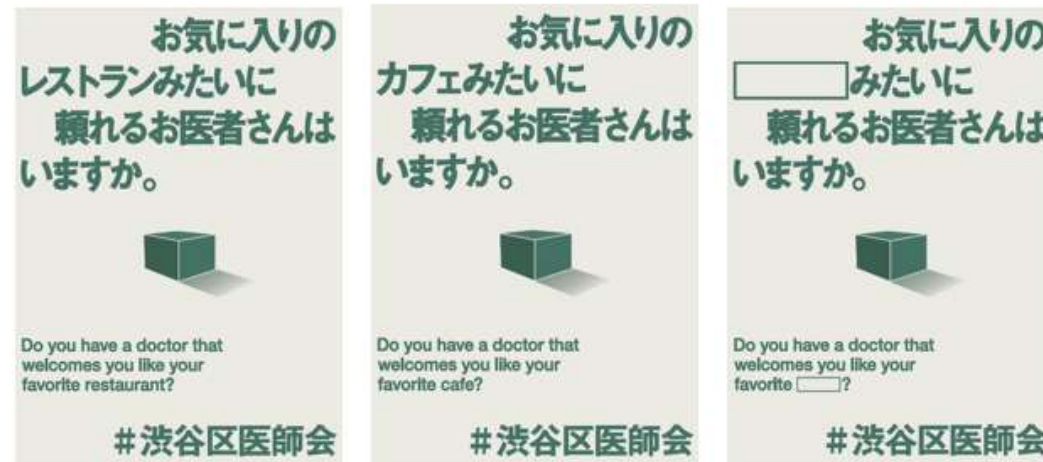 お気に入りの
レストランみたいに
頼れるお医者さんは
いますか。
Do you have a doctor that
welcomes you like your
favorite restaurant?
#渋谷区医師会
お気に入りの
カフェみたいに
頼れるお医者さんは
いますか。
Do you have a doctor that
welcomes you like your
favorite cafe?
#渋谷区医師会
お気に入りの
みたいに
頼れるお医者さんは
いますか。
Do you have a doctor that
welcomes you like your
favorite ?
#渋谷区医師会